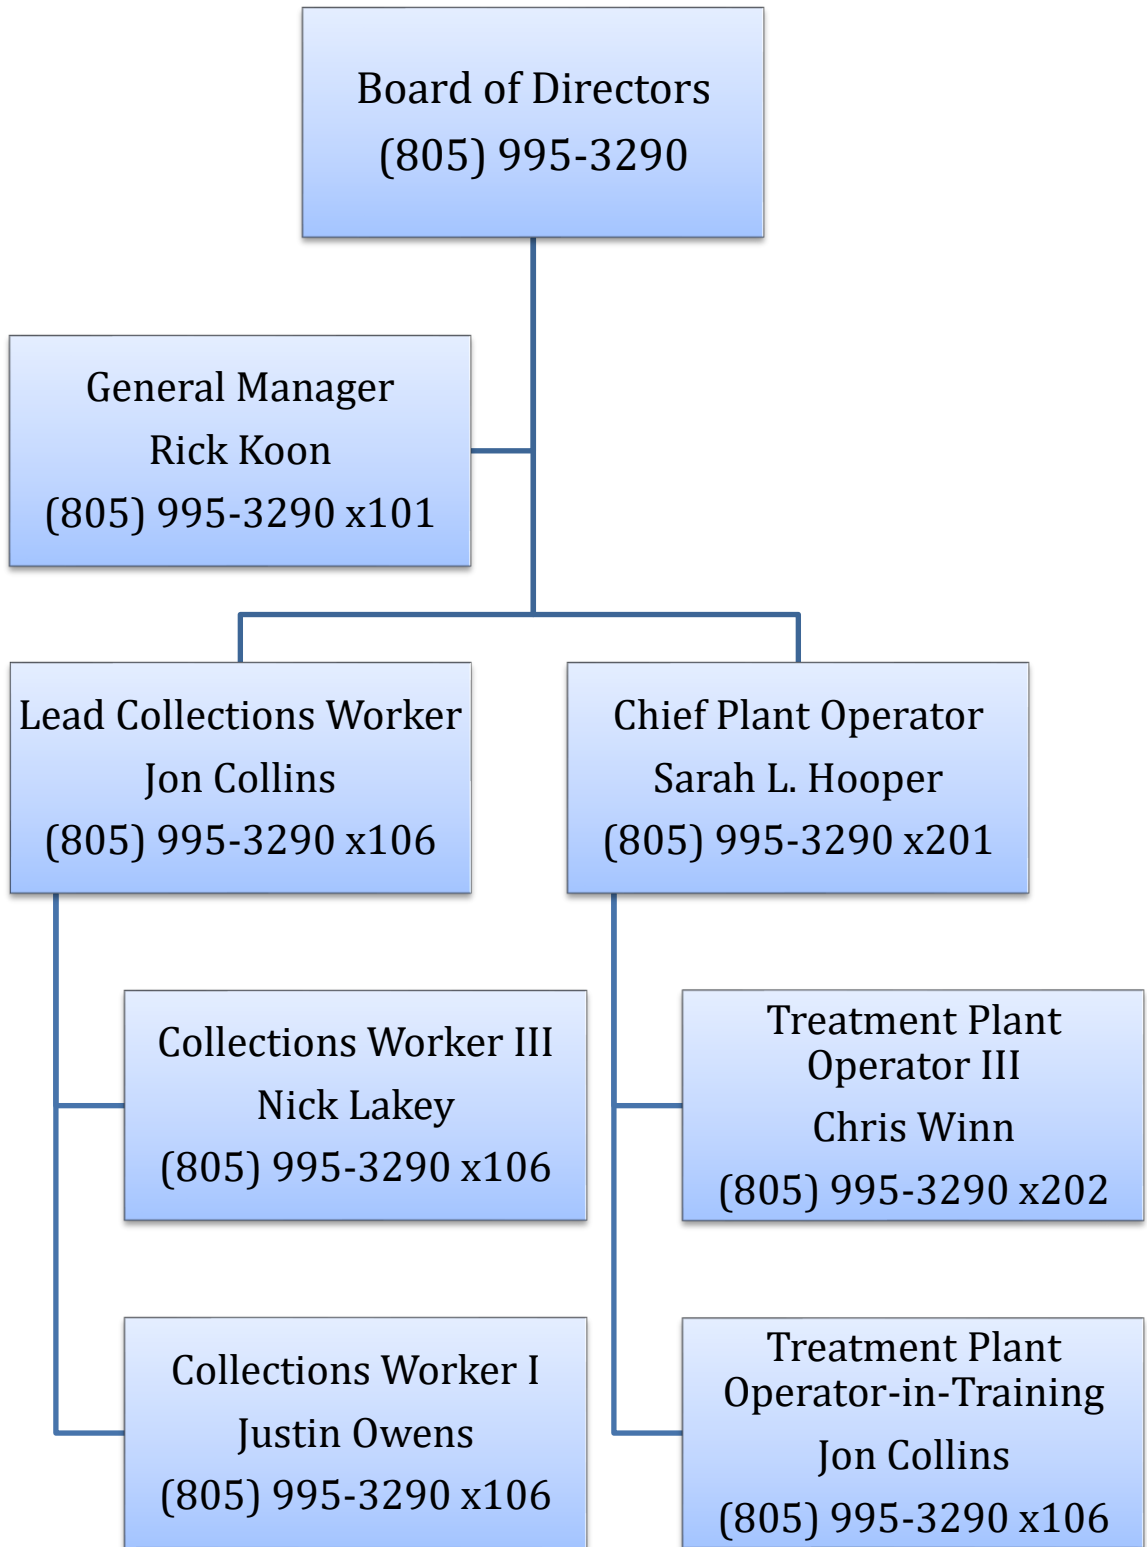 Board of Directors
(805) 995-3290
General Manager
Rick Koon
(805) 995-3290 x101
Lead Collections Worker
Jon Collins
(805) 995-3290 x106
Chief Plant Operator
Sarah L. Hooper
(805) 995-3290 x201
Collections Worker III
Nick Lakey
(805) 995-3290 x106
Treatment Plant
Operator III
Chris Winn
(805) 995-3290 x202
Collections Worker I
Justin Owens
(805) 995-3290 x106
Treatment Plant
Operator-in-Training
Jon Collins
(805) 995-3290 x106